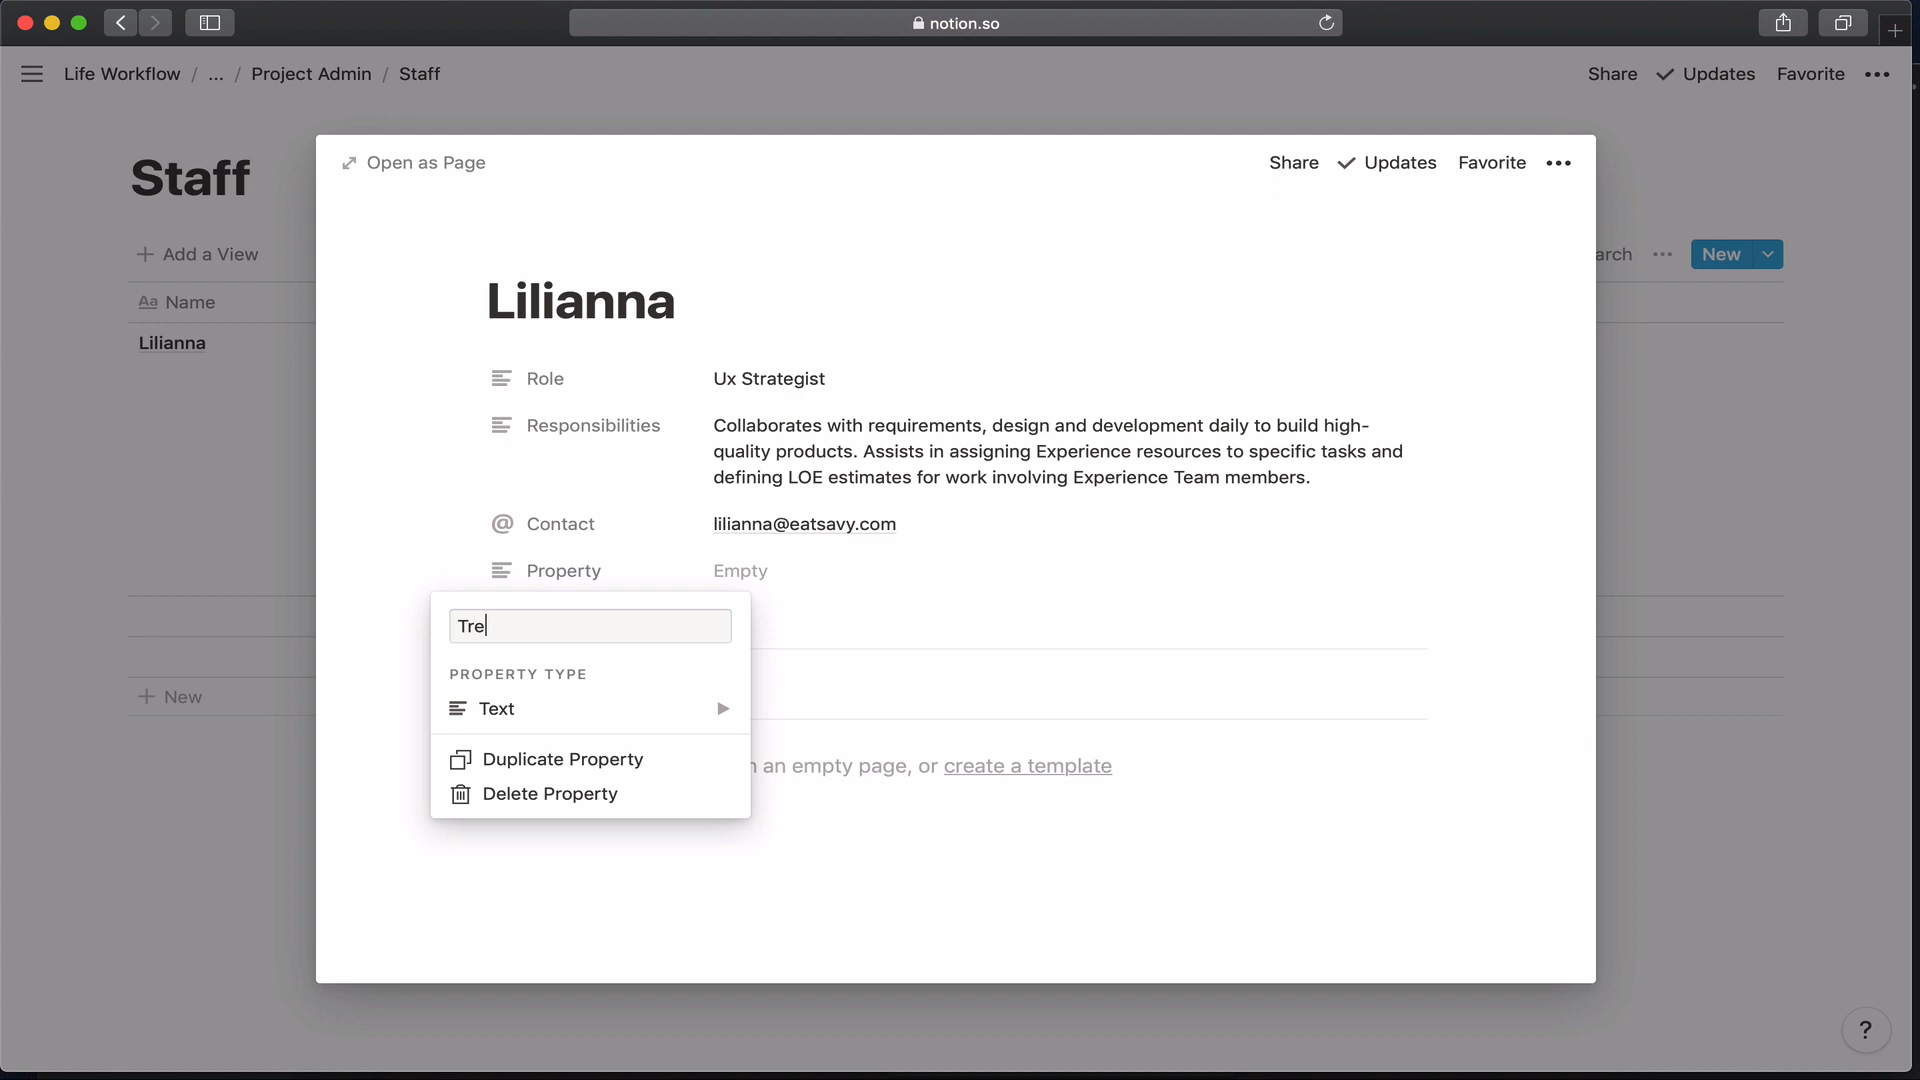 notion.so
Life Workflow / ... / Project Admin / Staff
Share Updates Favorite
Open as Page
Share Updates Favorite
Staff
Add a View
arch
New
Aa Name
Lilianna
Lilianna
Role Ux Strategist
Responsibilities Collaborates with requirements, design and development daily to build high-
quality products. Assists in assigning Experience resources to specific tasks and
defining LOE estimates for work involving Experience Team members.
@ Contact lilianna@eatsavy.com
Property Empty
Tre
PROPERTY TYPE
Text
New
Duplicate Property
an empty page, or create a template
Delete Property
?